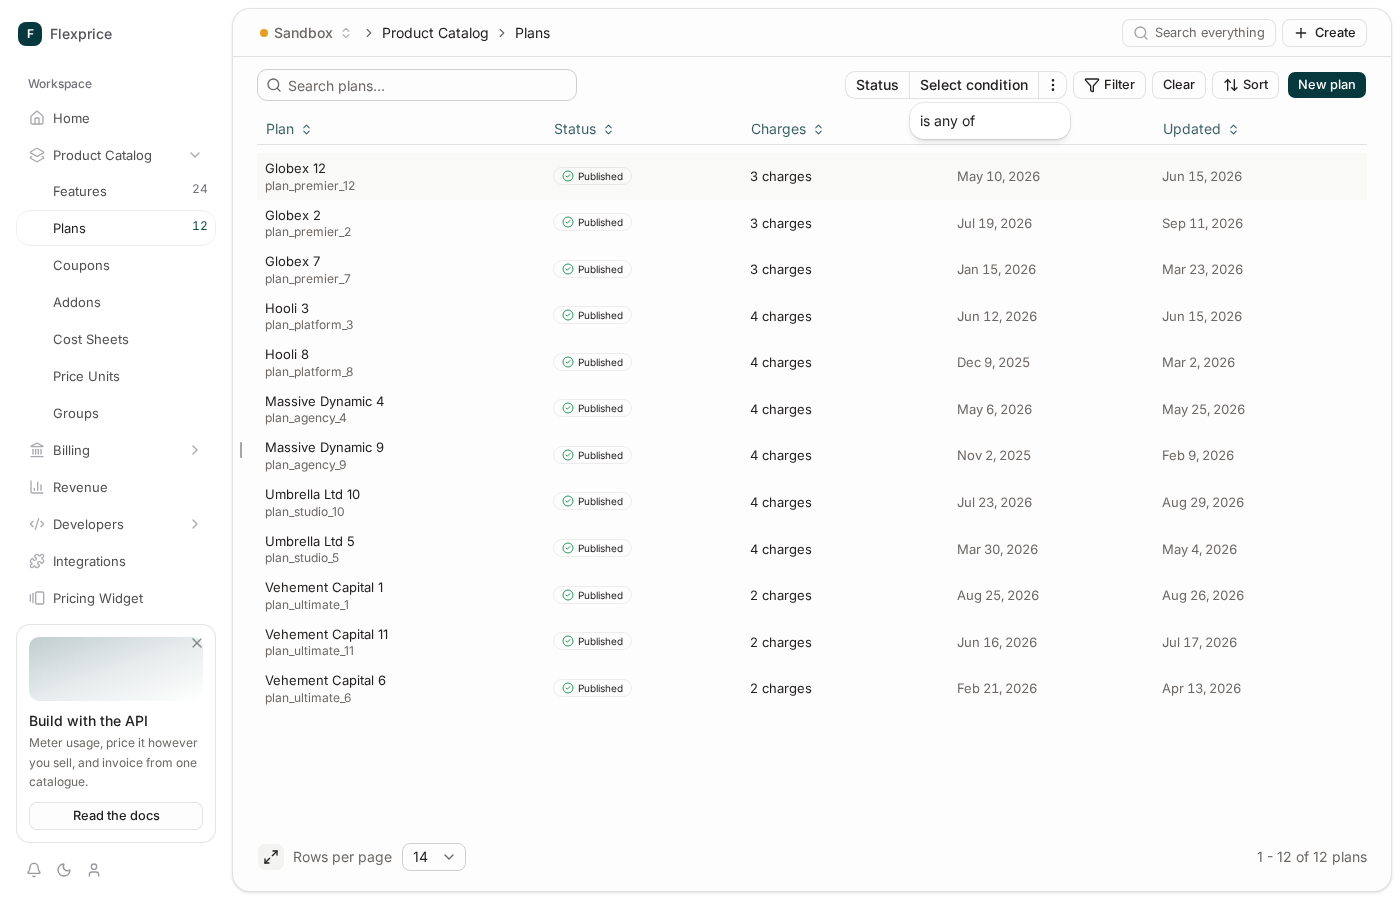 F Flexprice
Sandbox Product Catalog Plans
Search everything
Create
Workspace
Home
Product Catalog
Features 24
Plans 12
Coupons
Addons
Cost Sheets
Price Units
Groups
Billing
Revenue
Developers
Integrations
Pricing Widget
Build with the API
Meter usage, price it however
you sell, and invoice from one
catalogue.
Read the docs
Search plans...
Status Select condition
Filter Clear Sort New plan
is any of
Plan Status Charges Updated
Globex 12
plan_premier_12
Published 3 charges May 10, 2026 Jun 15, 2026
Globex 2
plan_premier_2
Published 3 charges Jul 19, 2026 Sep 11, 2026
Globex 7
plan_premier_7
Published 3 charges Jan 15, 2026 Mar 23, 2026
Hooli 3
plan_platform_3
Published 4 charges Jun 12, 2026 Jun 15, 2026
Hooli 8
plan_platform_8
Published 4 charges Dec 9, 2025 Mar 2, 2026
Massive Dynamic 4
plan_agency_4
Published 4 charges May 6, 2026 May 25, 2026
Massive Dynamic 9
plan_agency_9
Published 4 charges Nov 2, 2025 Feb 9, 2026
Umbrella Ltd 10
plan_studio_10
Published 4 charges Jul 23, 2026 Aug 29, 2026
Umbrella Ltd 5
plan_studio_5
Published 4 charges Mar 30, 2026 May 4, 2026
Vehement Capital 1
plan_ultimate_1
Published 2 charges Aug 25, 2026 Aug 26, 2026
Vehement Capital 11
plan_ultimate_11
Published 2 charges Jun 16, 2026 Jul 17, 2026
Vehement Capital 6
plan_ultimate_6
Published 2 charges Feb 21, 2026 Apr 13, 2026
Rows per page 14
1 - 12 of 12 plans